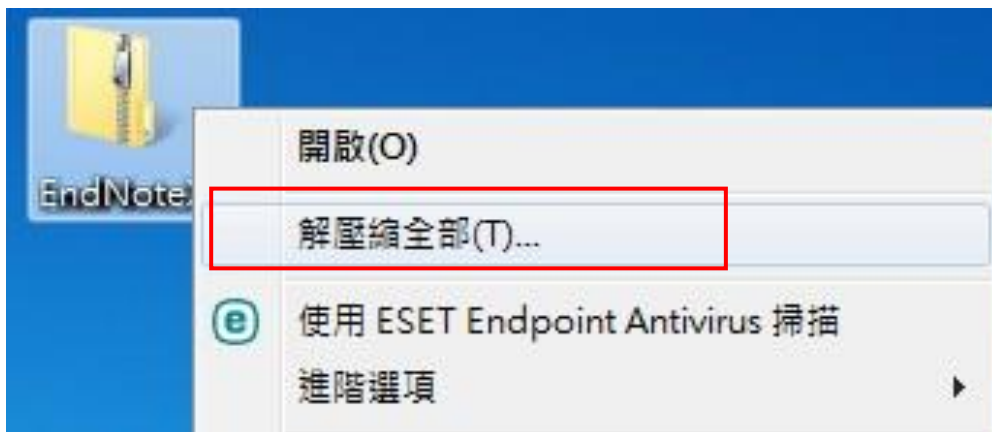 開啟(O)
EndNote
解壓縮全部(T)...
使用 ESET Endpoint Antivirus 掃描
進階選項